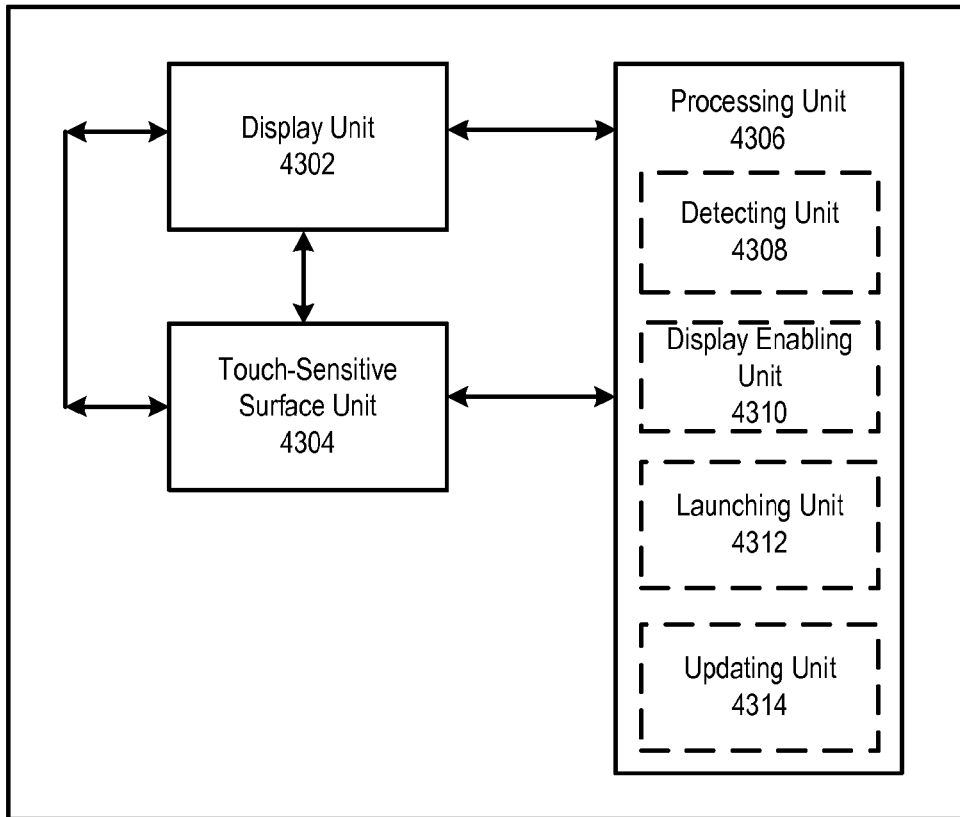 Display Unit
4302
Touch-Sensitive
Surface Unit
4304
Processing Unit
4306
Detecting Unit
4308
Display Enabling
Unit
4310
Launching Unit
4312
Updating Unit
4314